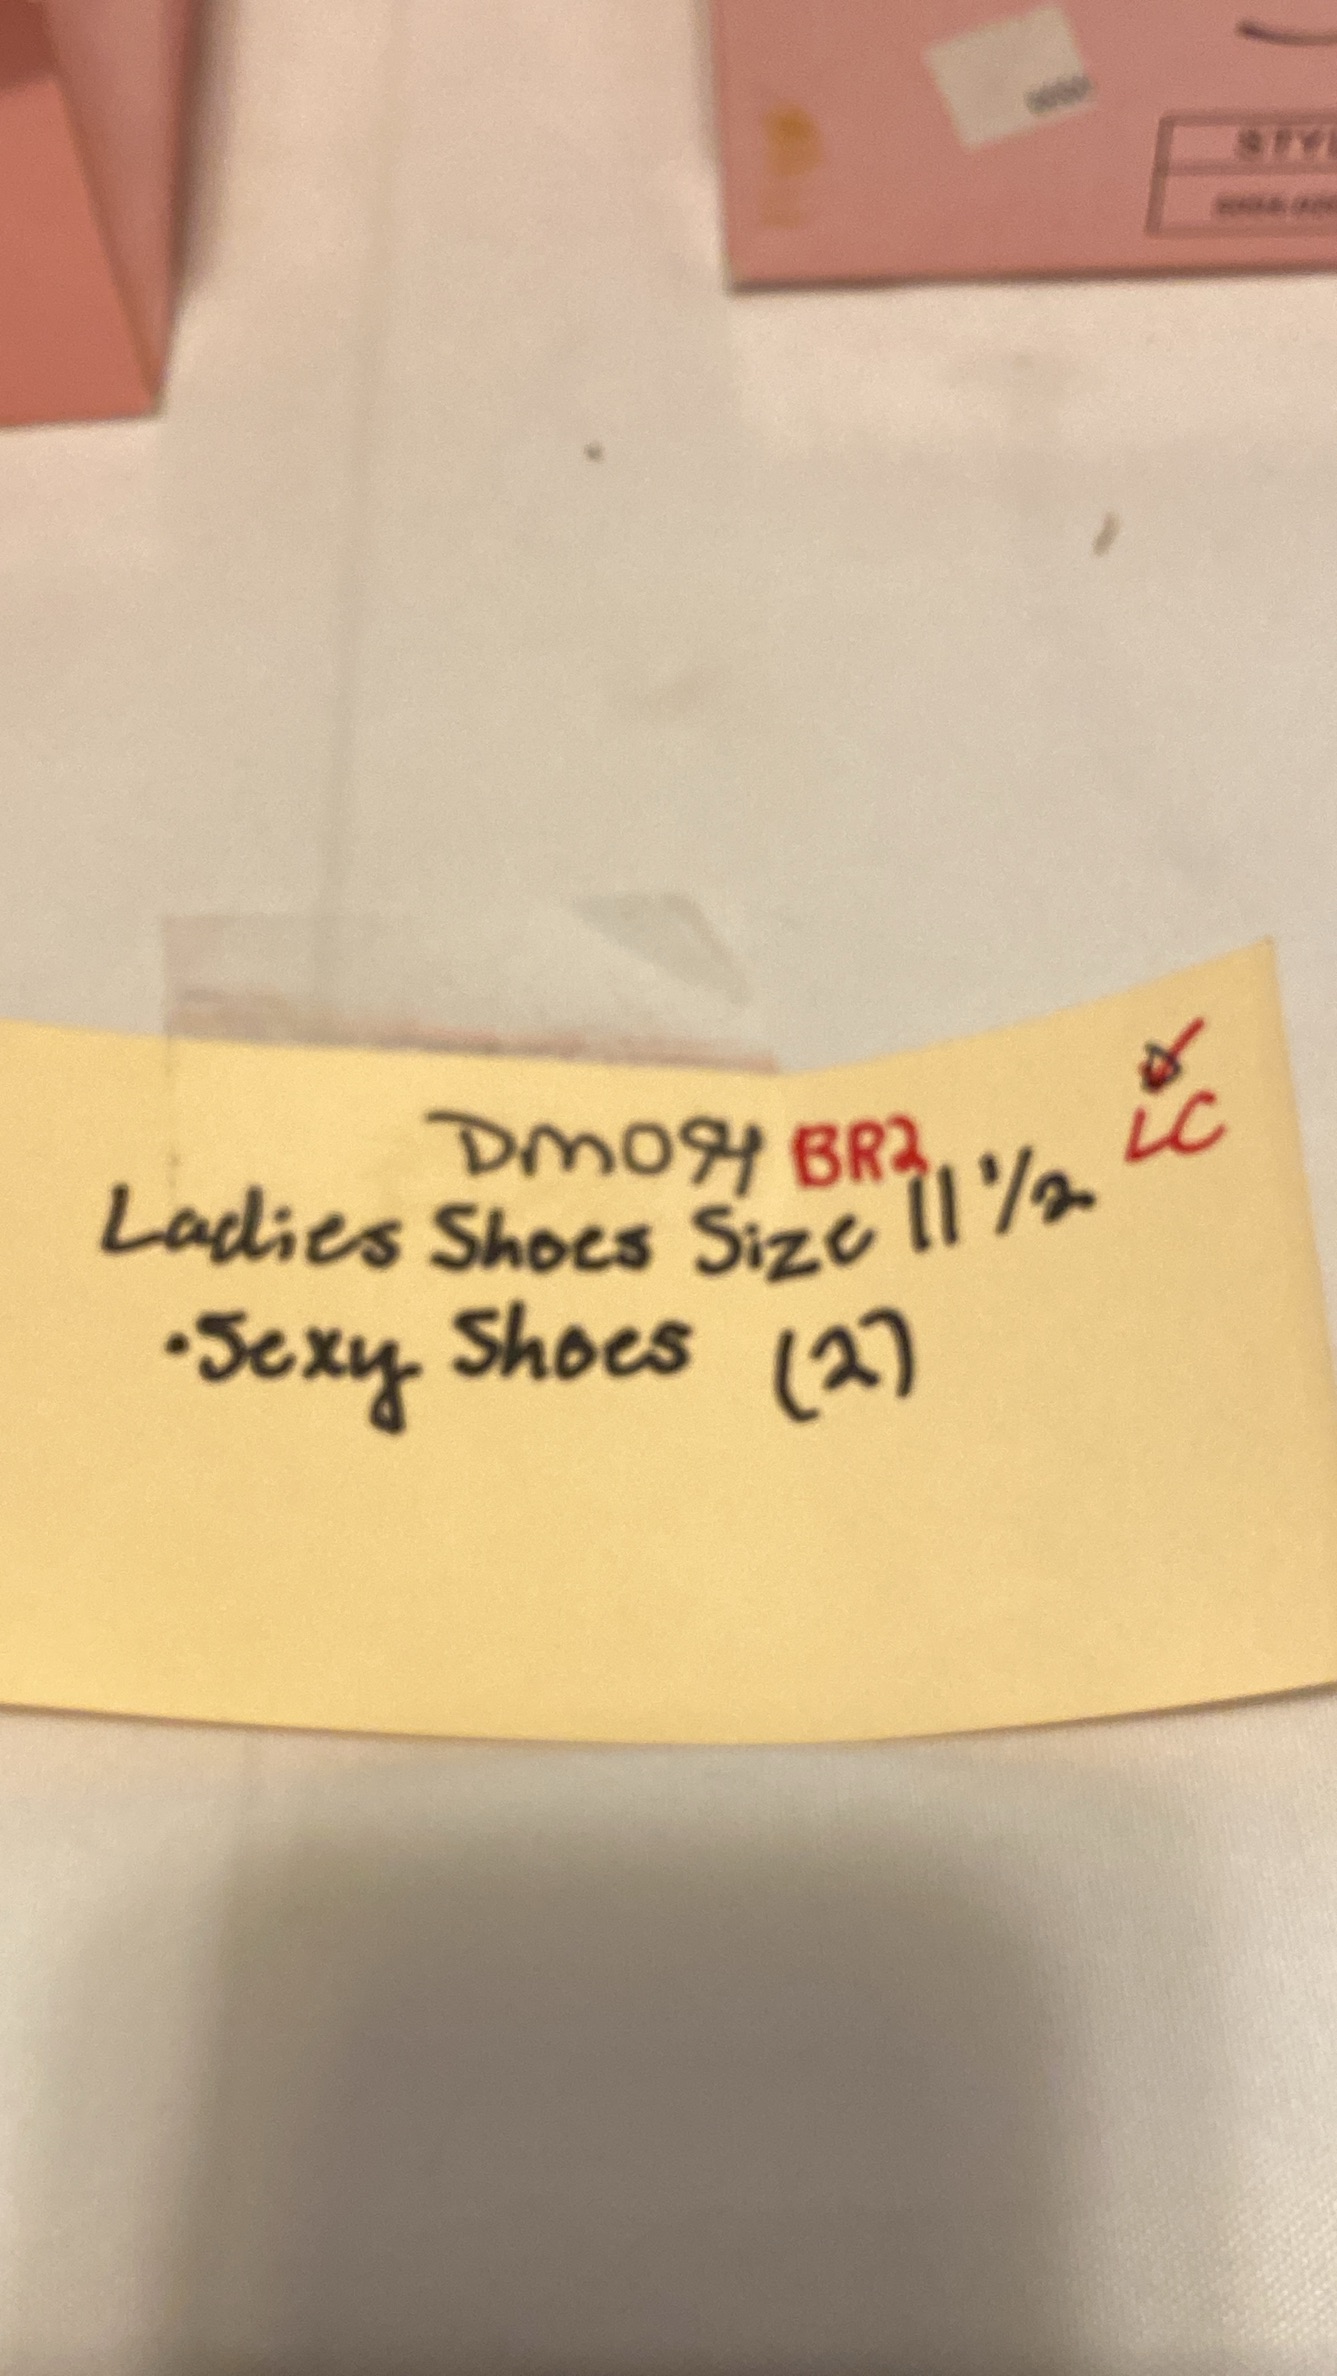 DM094 BR2 LC
Ladies Shoes Size 11 1/2
·Sexy Shoes (2)